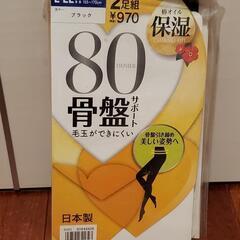 ブラック
2足組
¥970
椿オイル
保湿
80
DENIER
骨盤
サポート
毛玉ができにくい
骨盤引き締め
美しい姿勢へ
日本製